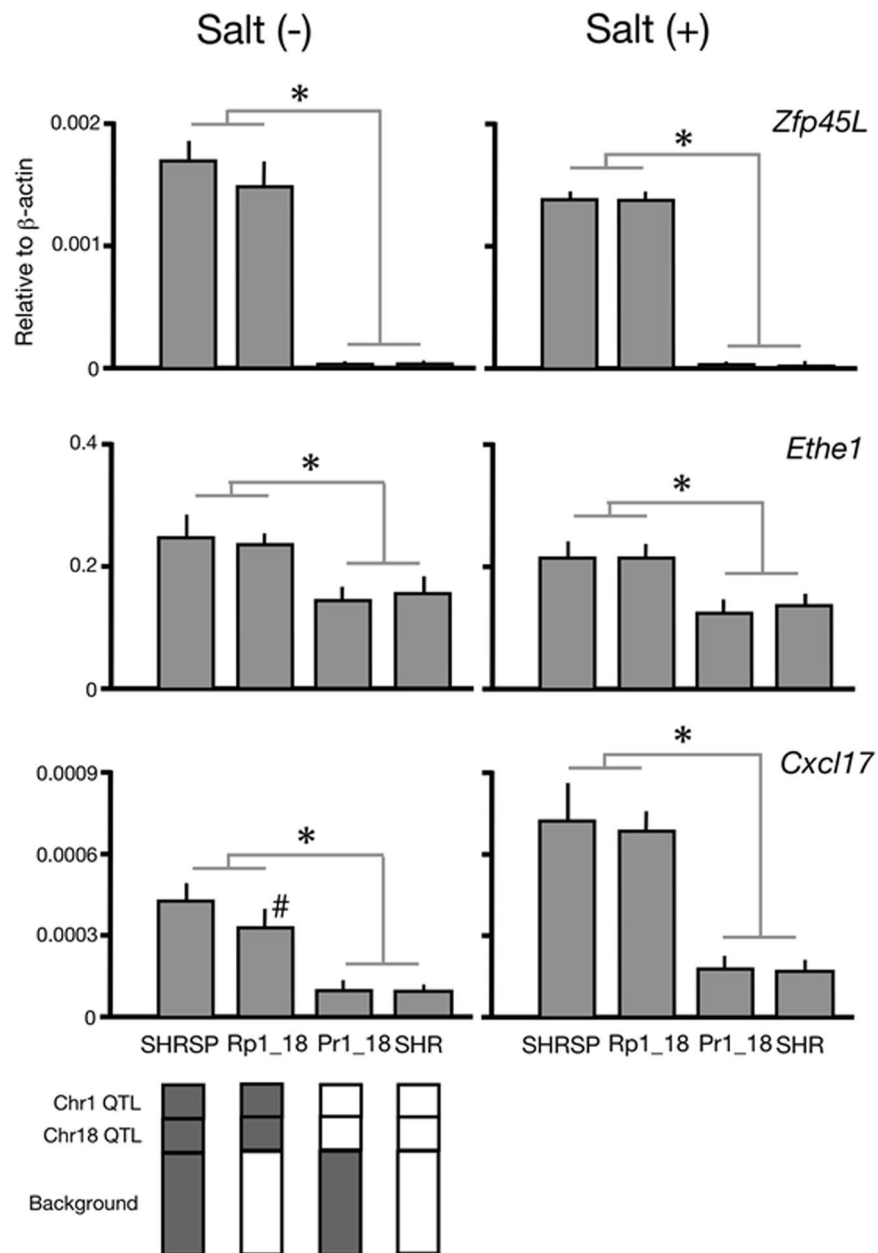 Salt (-) Salt (+)
* * Zfp45L
0.002
0.001
0
Relative to β-actin
* * Ethe1
0.4
0.2
0
* * Cxcl17
0.0009
0.0006
#
0.0003
0
SHRSP Rp1_18 Pr1_18 SHR SHRSP Rp1_18 Pr1_18 SHR
Chr1 QTL
Chr18 QTL
Background